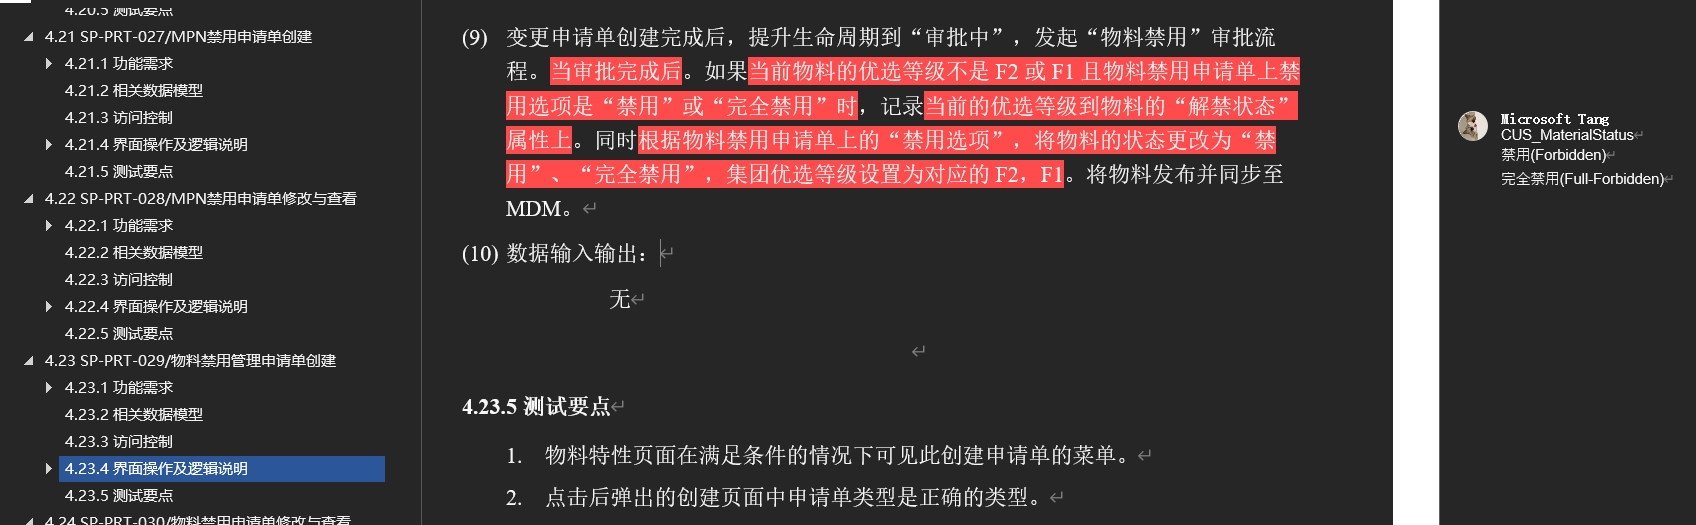 4.20.5 测试要点
4.21 SP-PRT-027/MPN禁用申请单创建
4.21.1 功能需求
4.21.2 相关数据模型
4.21.3 访问控制
4.21.4 界面操作及逻辑说明
4.21.5 测试要点
4.22 SP-PRT-028/MPN禁用申请单修改与查看
4.22.1 功能需求
4.22.2 相关数据模型
4.22.3 访问控制
4.22.4 界面操作及逻辑说明
4.22.5 测试要点
4.23 SP-PRT-029/物料禁用管理申请单创建
4.23.1 功能需求
4.23.2 相关数据模型
4.23.3 访问控制
4.23.4 界面操作及逻辑说明
4.23.5 测试要点
4.24 SP-PRT-030/物料禁用申请单修改与查看
(9) 变更申请单创建完成后，提升生命周期到“审批中”，发起“物料禁用”审批流
程。当审批完成后。如果当前物料的优选等级不是 F2 或 F1 且物料禁用申请单上禁
用选项是“禁用”或“完全禁用”时，记录当前的优选等级到物料的“解禁状态”
属性上。同时根据物料禁用申请单上的“禁用选项”，将物料的状态更改为“禁
用”、“完全禁用”，集团优选等级设置为对应的 F2，F1。将物料发布并同步至
MDM。
(10) 数据输入输出：
无
4.23.5 测试要点
1. 物料特性页面在满足条件的情况下可见此创建申请单的菜单。
2. 点击后弹出的创建页面中申请单类型是正确的类型。
Microsoft Tang
CUS_MaterialStatus
禁用(Forbidden)
完全禁用(Full-Forbidden)